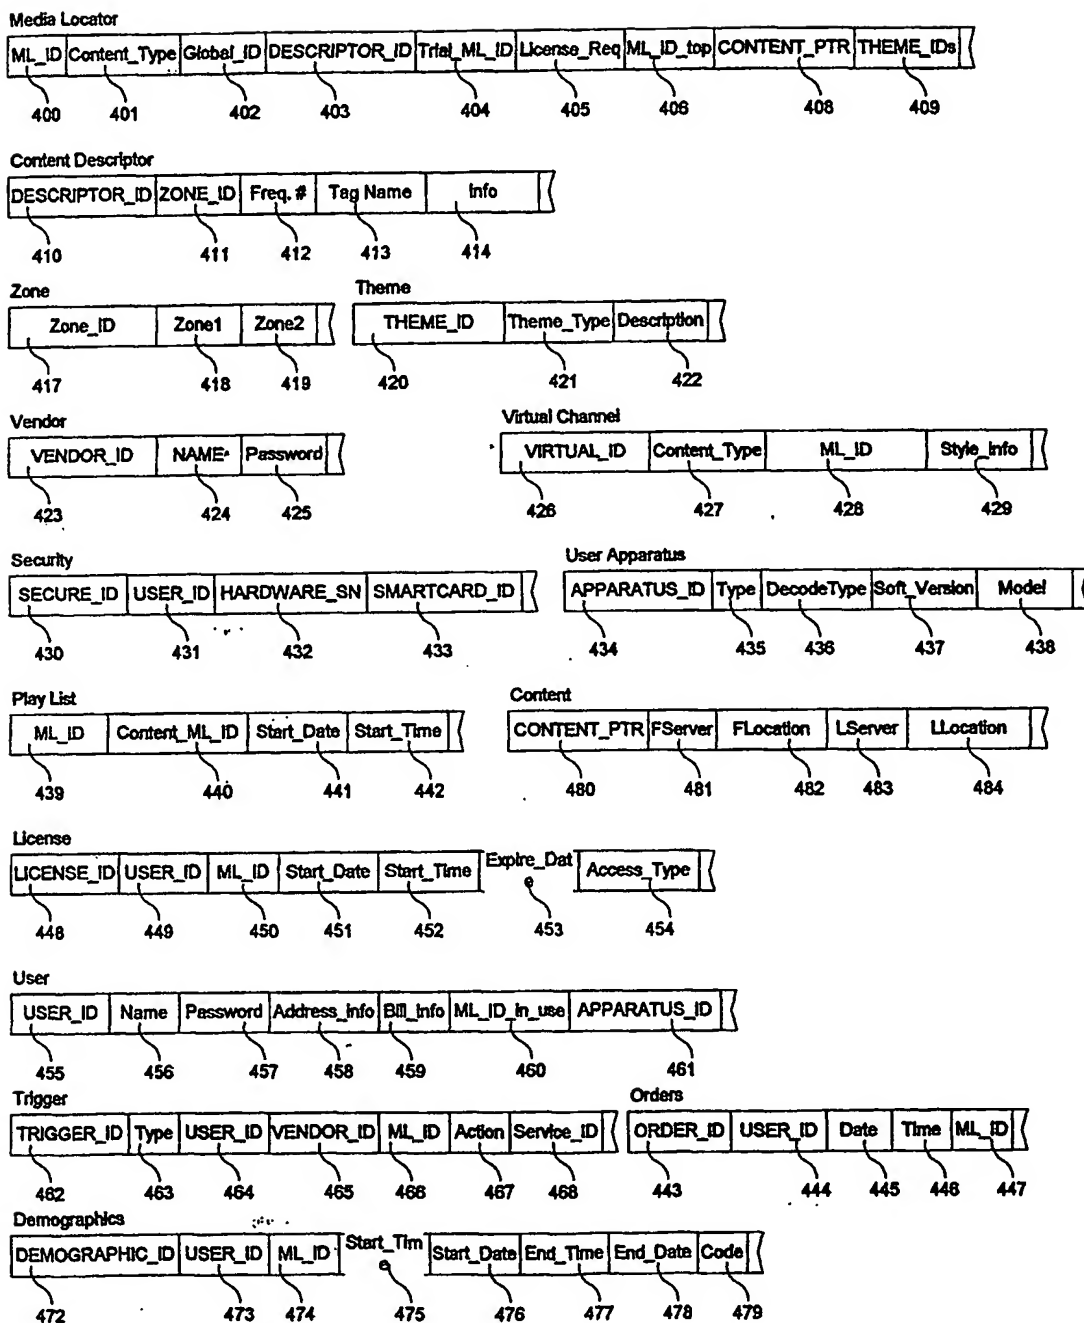 Media Locator
ML_ID Content_Type Global_ID DESCRIPTOR_ID Trial_ML_ID License_Req ML_ID_top CONTENT_PTR THEME_IDs
400 401 402 403 404 405 406 408 409
Content Descriptor
DESCRIPTOR_ID ZONE_ID Freq. # Tag Name Info
410 411 412 413 414
Zone Theme
Zone_ID Zone1 Zone2 THEME_ID Theme_Type Description
417 418 419 420 421 422
Vendor Virtual Channel
VENDOR_ID NAME Password VIRTUAL_ID Content_Type ML_ID Style_Info
423 424 425 426 427 428 429
Security User Apparatus
SECURE_ID USER_ID HARDWARE_SN SMARTCARD_ID APPARATUS_ID Type DecodeType Soft_Version Model
430 431 432 433 434 435 436 437 438
Play List Content
ML_ID Content_ML_ID Start_Date Start_Time CONTENT_PTR FServer FLocation LServer LLocation
439 440 441 442 480 481 482 483 484
License
LICENSE_ID USER_ID ML_ID Start_Date Start_Time Expire_Dat
e Access_Type
448 449 450 451 452 453 454
User
USER_ID Name Password Address_info Bill_info ML_ID_in_use APPARATUS_ID
455 456 457 458 459 460 461
Trigger Orders
TRIGGER_ID Type USER_ID VENDOR_ID ML_ID Action Service_ID ORDER_ID USER_ID Date Time ML_ID
462 463 464 465 466 467 468 443 444 445 446 447
Demographics
DEMOGRAPHIC_ID USER_ID ML_ID Start_Tim
e Start_Date End_Time End_Date Code
472 473 474 475 476 477 478 479